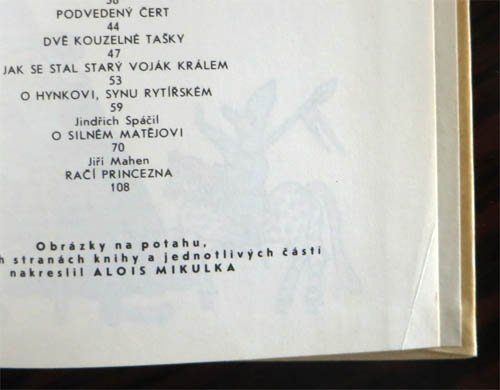 38
PODVEDENÝ ČERT
44
DVĚ KOUZELNÉ TAŠKY
47
JAK SE STAL STARÝ VOJÁK KRÁLEM
53
O HYNKOVI, SYNU RYTÍŘSKÉM
59
Jindřich Spáčil
O SILNÉM MATĚJOVI
70
Jiří Mahen
RAČÍ PRINCEZNA
108
Obrázky na potahu,
h stranách knihy a jednotlivých částí
nakreslil ALOIS MIKULKA